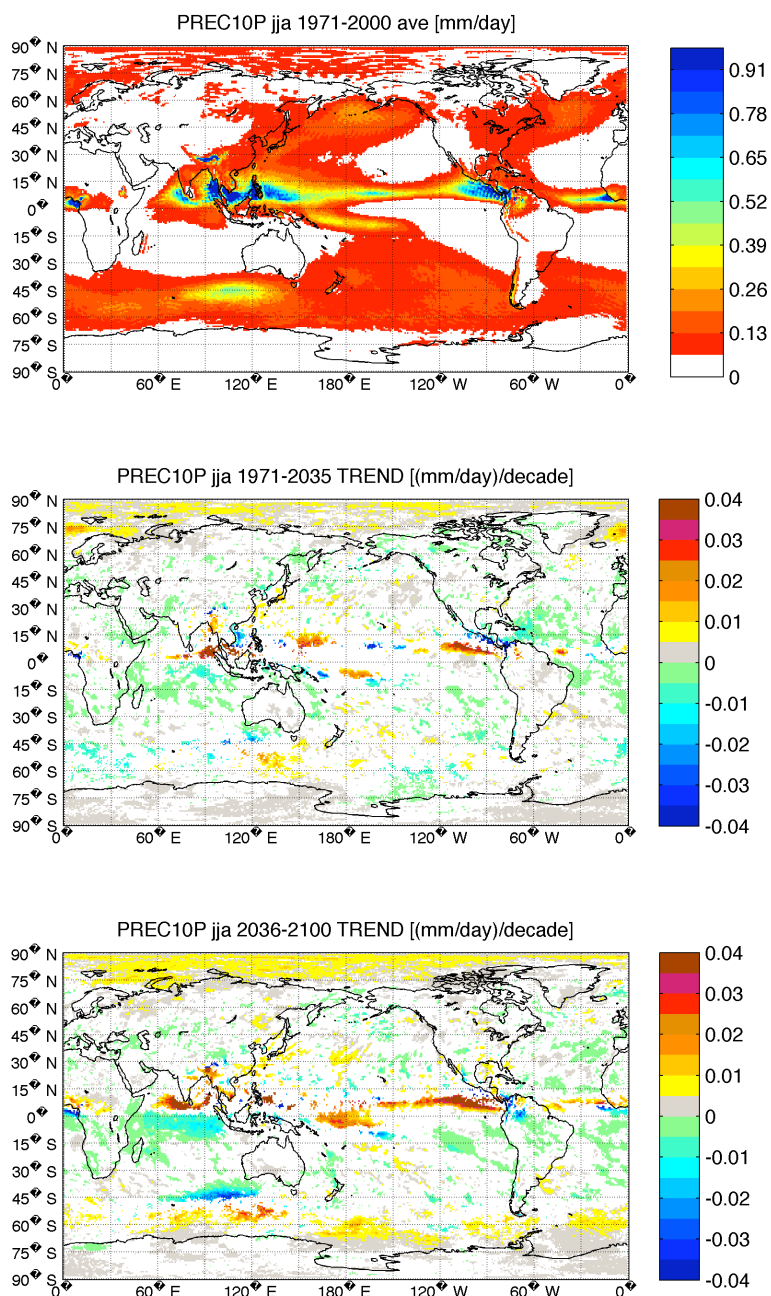 PREC10P jja 1971-2000 ave [mm/day]
90� N
75� N
60� N
45� N
30� N
15� N
0�
15� S
30� S
45� S
60� S
75� S
90� S
0� 60� E 120� E 180� 120� W 60� W 0�
0.91
0.78
0.65
0.52
0.39
0.26
0.13
0
PREC10P jja 1971-2035 TREND [(mm/day)/decade]
90� N
75� N
60� N
45� N
30� N
15� N
0�
15� S
30� S
45� S
60� S
75� S
90� S
0� 60� E 120� E 180� 120� W 60� W 0�
0.04
0.03
0.02
0.01
0
-0.01
-0.02
-0.03
-0.04
PREC10P jja 2036-2100 TREND [(mm/day)/decade]
90� N
75� N
60� N
45� N
30� N
15� N
0�
15� S
30� S
45� S
60� S
75� S
90� S
0� 60� E 120� E 180� 120� W 60� W 0�
0.04
0.03
0.02
0.01
0
-0.01
-0.02
-0.03
-0.04